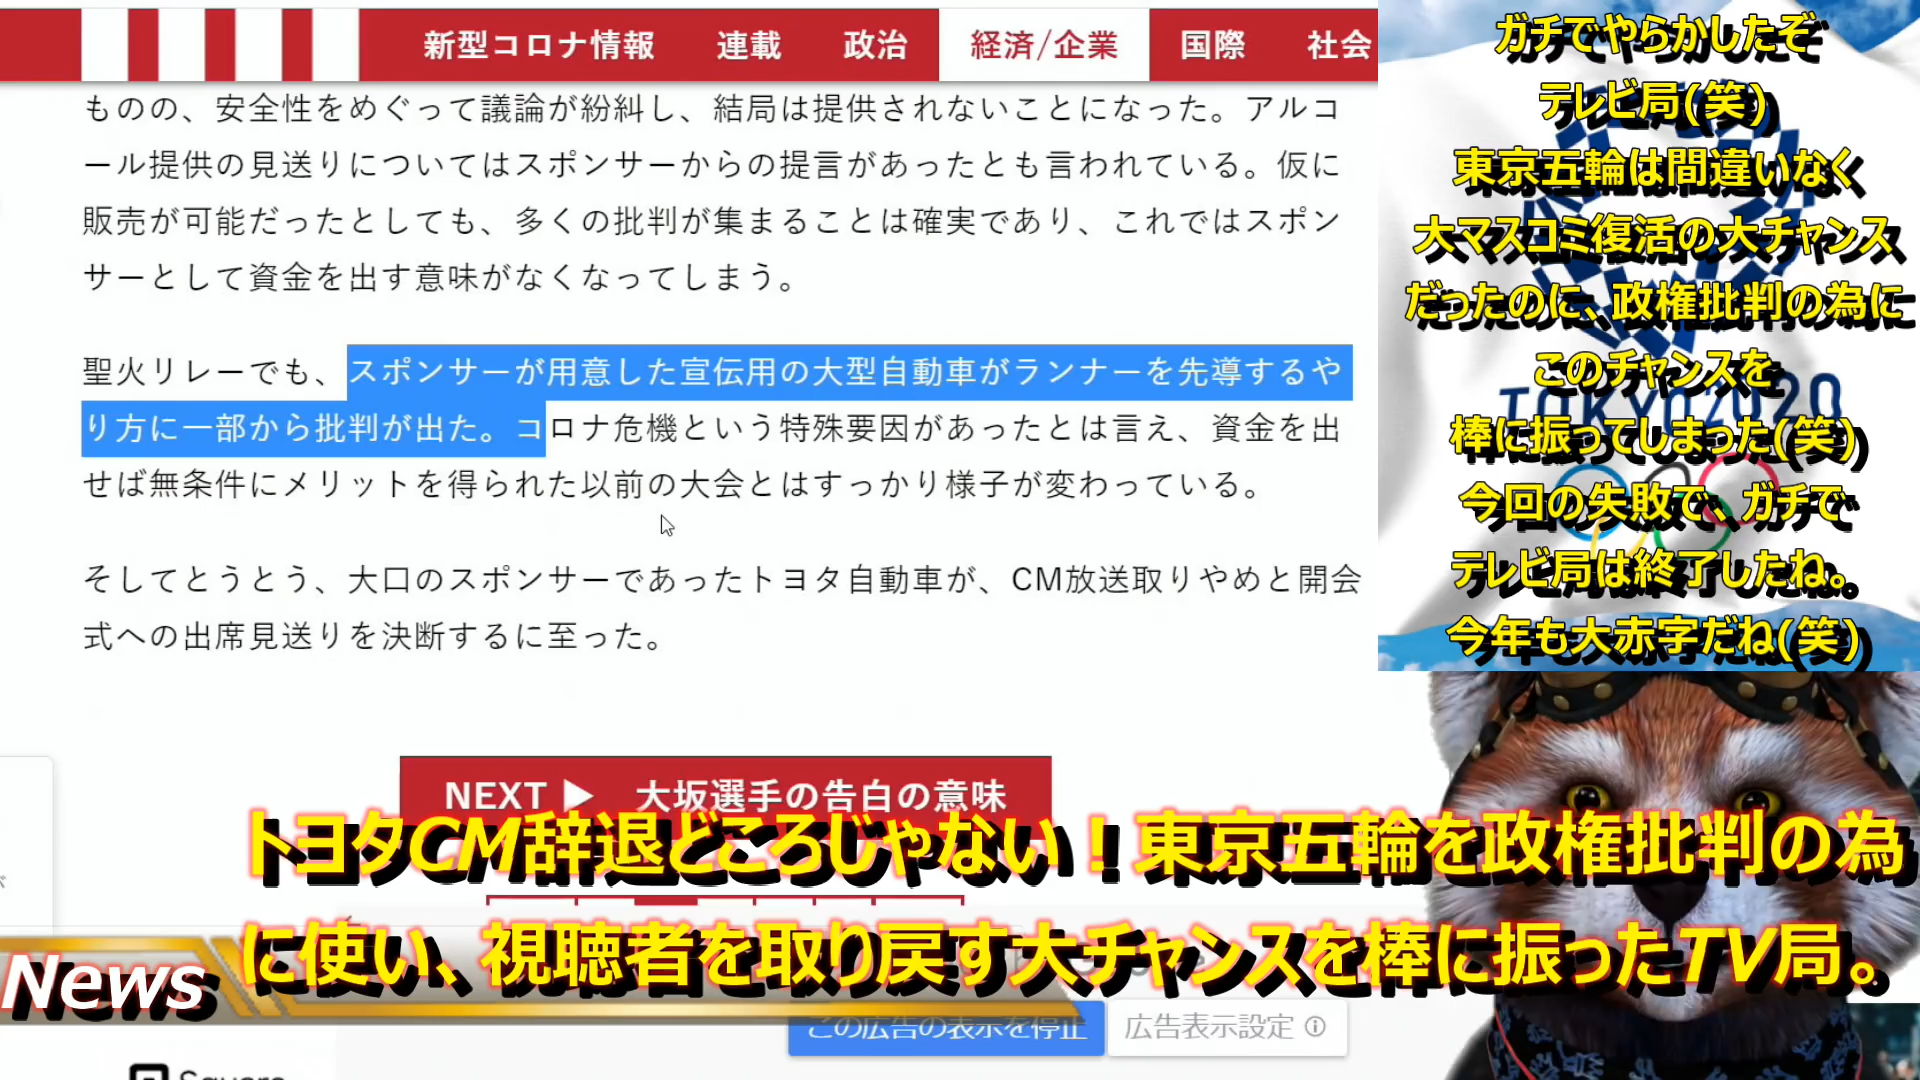 新型コロナ情報 連載 政治 経済/企業 国際 社会
ものの、安全性をめぐって議論が紛糾し、結局は提供されないことになった。アルコ
ール提供の見送りについてはスポンサーからの提言があったとも言われている。仮に
販売が可能だったとしても、多くの批判が集まることは確実であり、これではスポン
サーとして資金を出す意味がなくなってしまう。
聖火リレーでも、スポンサーが用意した宣伝用の大型自動車がランナーを先導するや
り方に一部から批判が出た。コロナ危機という特殊要因があったとは言え、資金を出
せば無条件にメリットを得られた以前の大会とはすっかり様子が変わっている。
そしてとうとう、大口のスポンサーであったトヨタ自動車が、CM放送取りやめと開会
式への出席見送りを決断するに至った。
NEXT ▶ 大坂選手の告白の意味
ガチでやらかしたぞ
テレビ局(笑)
東京五輪は間違いなく
大マスコミ復活の大チャンス
だったのに、政権批判の為に
このチャンスを
棒に振ってしまった(笑)
今回の失敗で、ガチで
テレビ局は終了したね。
今年も大赤字だね(笑)
TOKYO 2020
トヨタCM辞退どころじゃない！東京五輪を政権批判の為
に使い、視聴者を取り戻す大チャンスを棒に振ったTV局。
News
この広告の表示を停止
広告表示設定
Square